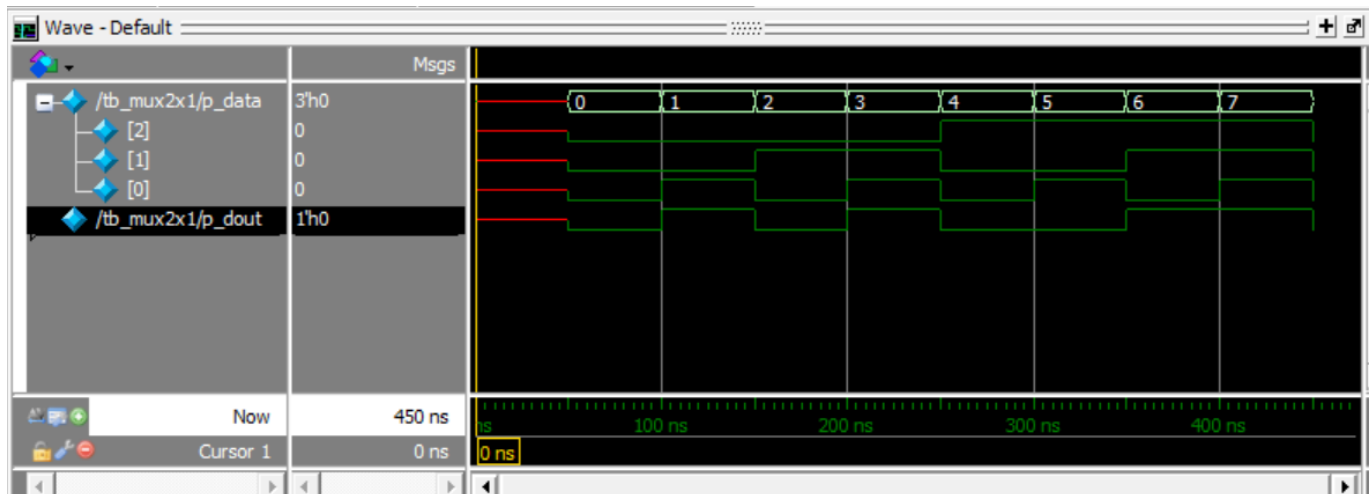 Wave - Default
Msgs
/tb_mux2x1/p_data 3'h0 0 1 2 3 4 5 6 7
[2] 0
[1] 0
[0] 0
/tb_mux2x1/p_dout 1'h0
Now 450 ns ns 100 ns 200 ns 300 ns 400 ns
Cursor 1 0 ns 0 ns